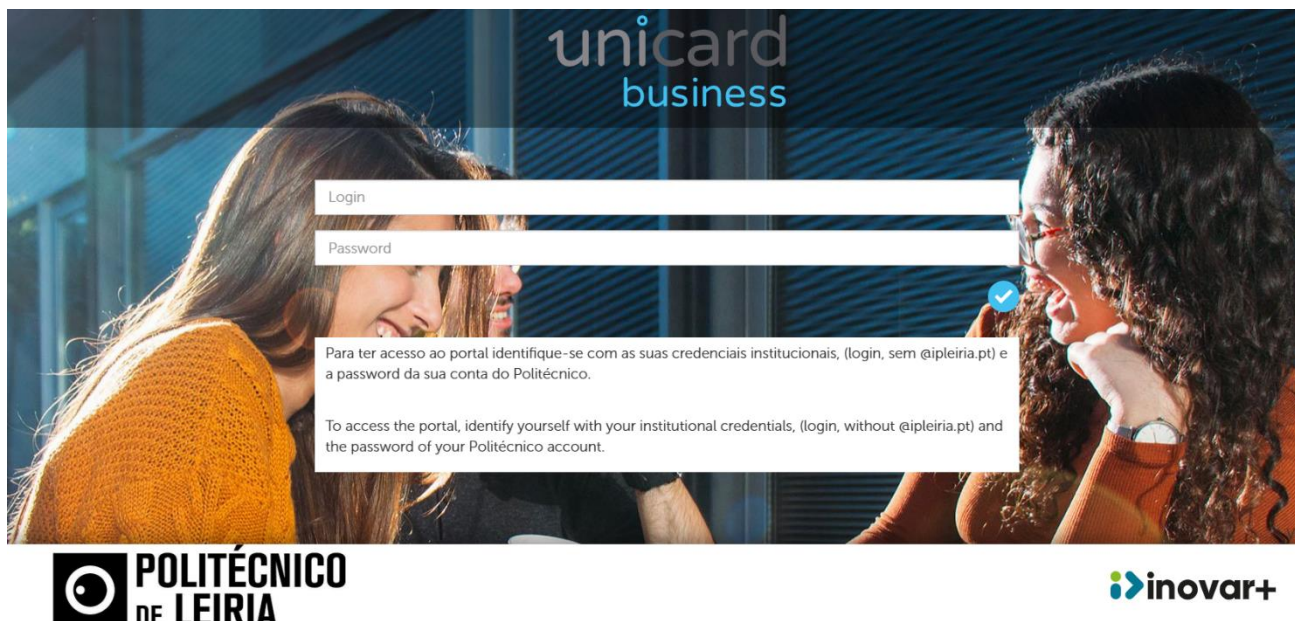 unicard
business
Login
Password
Para ter acesso ao portal identifique-se com as suas credenciais institucionais, (login, sem @ipleiria.pt) e
a password da sua conta do Politécnico.
To access the portal, identify yourself with your institutional credentials, (login, without @ipleiria.pt) and
the password of your Politécnico account.
POLITÉCNICO
DE LEIRIA
inovar+